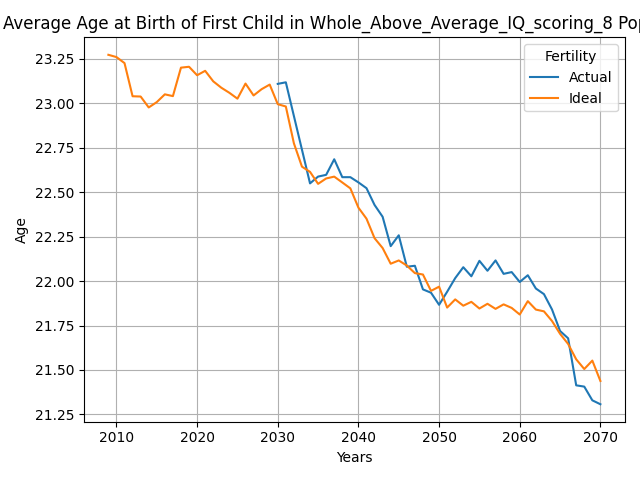 Average Age at Birth of First Child in Whole_Above_Average_IQ_scoring_8
Fertility
Actual
Ideal
23.25
23.00
22.75
22.50
22.25
22.00
21.75
21.50
21.25
Age
2010 2020 2030 2040 2050 2060 2070
Years